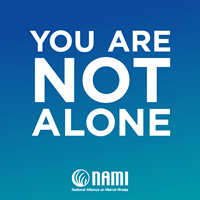 YOU ARE
NOT
ALONE
NAMI
National Alliance on Mental Illness